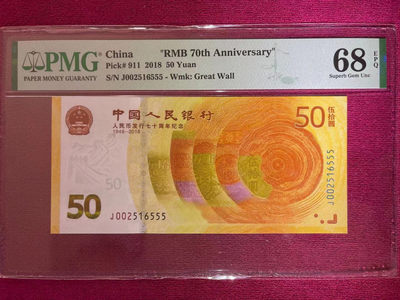 PMG
PAPER MONEY GUARANTY
China "RMB 70th Anniversary"
Pick# 911 2018 50 Yuan
S/N J002516555 - Wmk: Great Wall
68 EPQ
Superb Gem Unc
中国人民银行
人民币发行七十周年纪念
1948-2018
50
伍拾圆
50
50
J002516555
J002516555